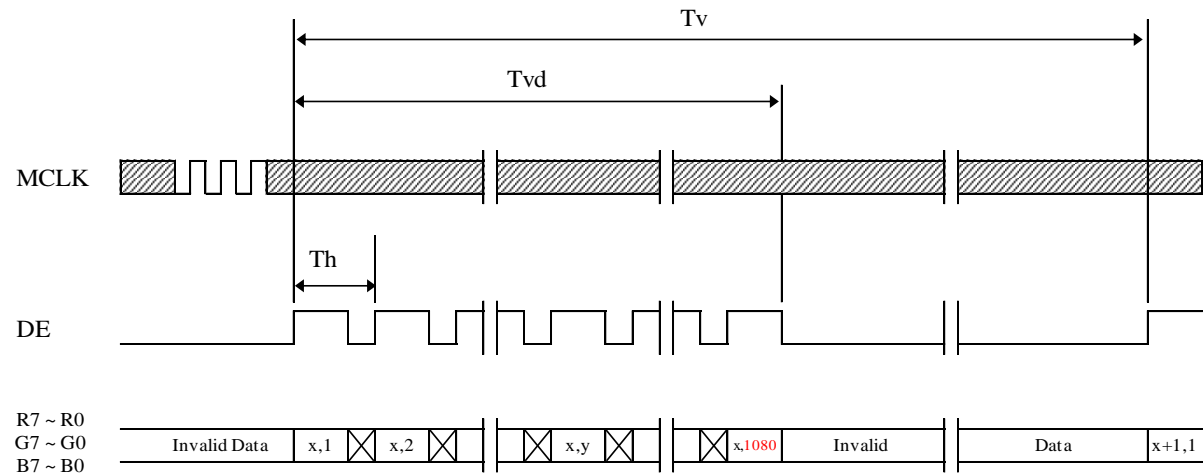 Tv
Tvd
MCLK
Th
DE
R7 ~ R0
G7 ~ G0
B7 ~ B0
Invalid Data x,1 x,2 x,y x,1080 Invalid Data x+1,1